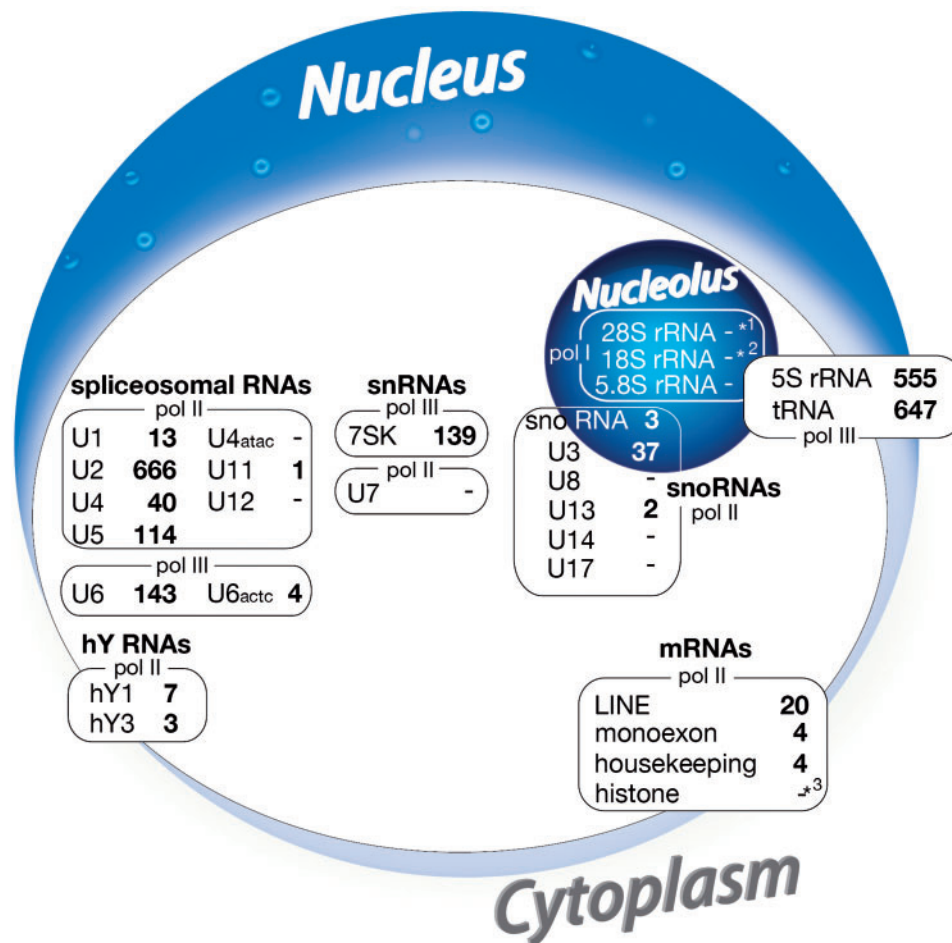 Nucleus
Nucleolus
pol I
28S rRNA - *1
18S rRNA - *2
5.8S rRNA -
5S rRNA 555
tRNA 647
pol III
spliceosomal RNAs
pol II
U1 13 U4atac -
U2 666 U11 1
U4 40 U12 -
U5 114
pol III
U6 143 U6actc 4
snRNAs
pol III
7SK 139
pol II
U7 -
sno RNA 3
U3 37
U8 -
U13 2
U14 -
U17 -
snoRNAs
pol II
hY RNAs
pol II
hY1 7
hY3 3
mRNAs
pol II
LINE 20
monoexon 4
housekeeping 4
histone -*3
Cytoplasm